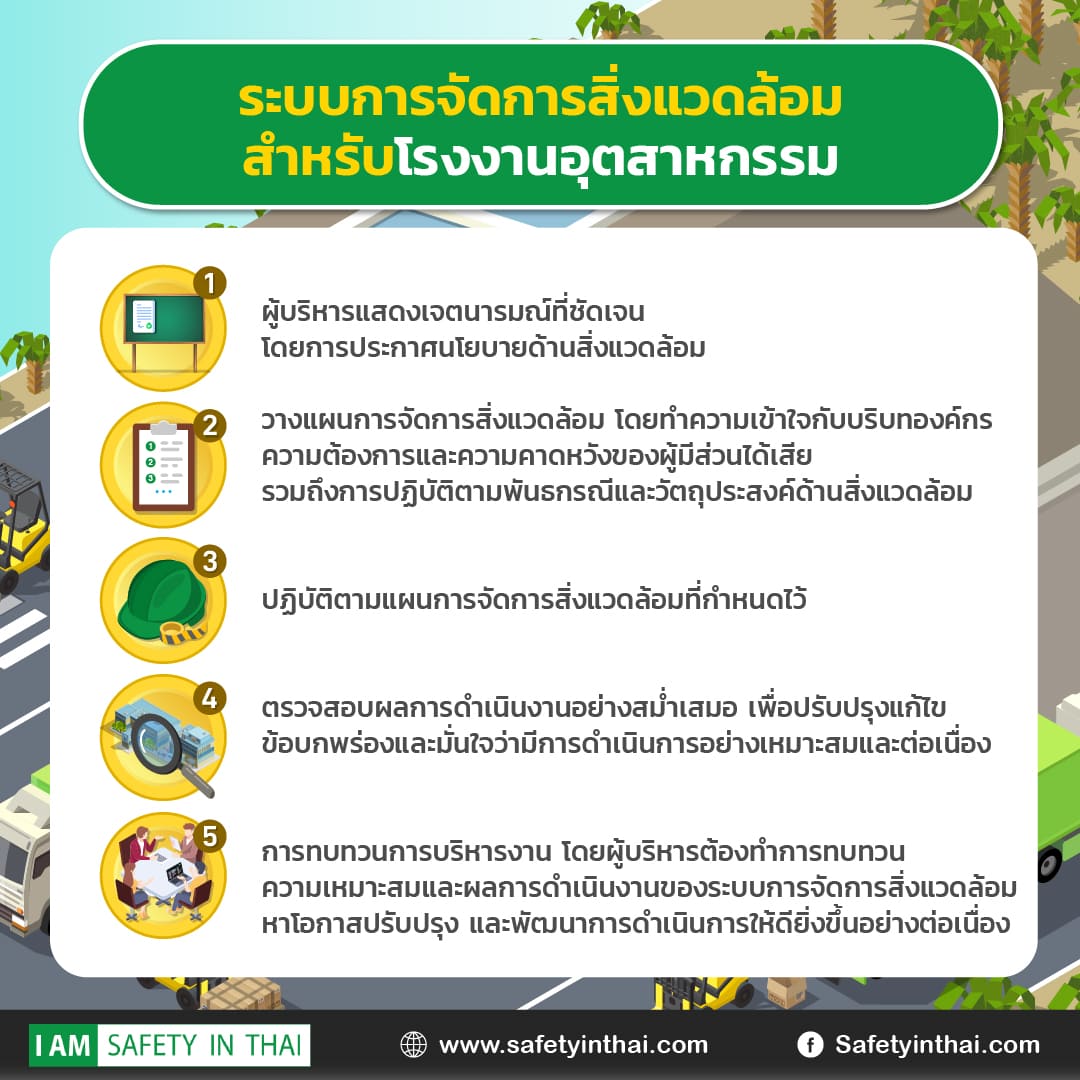 ระบบการจัดการสิ่งแวดล้อม
สำหรับโรงงานอุตสาหกรรม
1
ผู้บริหารแสดงเจตนารมณ์ที่ชัดเจน
โดยการประกาศนโยบายด้านสิ่งแวดล้อม
2
วางแผนการจัดการสิ่งแวดล้อม โดยทำความเข้าใจกับบริบทองค์กร
ความต้องการและความคาดหวังของผู้มีส่วนได้เสีย
รวมถึงการปฏิบัติตามพันธกรณีและวัตถุประสงค์ด้านสิ่งแวดล้อม
1
2
3
3
ปฏิบัติตามแผนการจัดการสิ่งแวดล้อมที่กำหนดไว้
4
ตรวจสอบผลการดำเนินงานอย่างสม่ำเสมอ เพื่อปรับปรุงแก้ไข
ข้อบกพร่องและมั่นใจว่ามีการดำเนินการอย่างเหมาะสมและต่อเนื่อง
5
การทบทวนการบริหารงาน โดยผู้บริหารต้องทำการทบทวน
ความเหมาะสมและผลการดำเนินงานของระบบการจัดการสิ่งแวดล้อม
หาโอกาสปรับปรุง และพัฒนาการดำเนินการให้ดียิ่งขึ้นอย่างต่อเนื่อง
I AM SAFETY IN THAI
www.safetyinthai.com
Safetyinthai.com